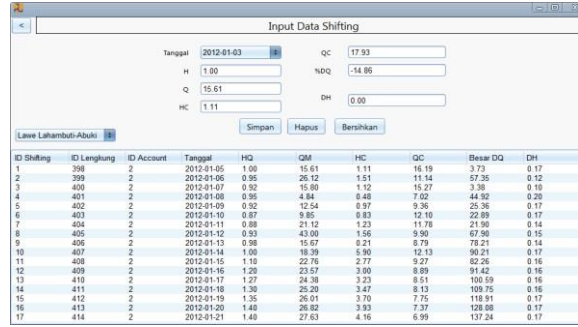 <
Input Data Shifting
Tanggal 2012-01-03 QC 17.93
H 1.00 %DQ -14.86
Q 15.61
DH 0.00
HC 1.11
Simpan Hapus Bersihkan
Lawe Lahambuti-Abuki
ID Shifting ID Lengkung ID Account Tanggal HQ QM HC QC Besar DQ DH
1 398 2 2012-01-05 1.00 15.61 1.11 16.19 3.73 0.17
2 399 2 2012-01-06 0.95 26.12 1.51 11.14 57.35 0.12
3 400 2 2012-01-07 0.92 15.80 1.12 15.27 3.38 0.10
4 401 2 2012-01-08 0.95 4.84 0.48 7.02 44.92 0.20
5 402 2 2012-01-09 0.92 12.54 0.97 9.36 25.36 0.17
6 403 2 2012-01-10 0.87 9.85 0.83 12.10 22.89 0.17
7 404 2 2012-01-11 0.88 21.12 1.23 11.78 21.90 0.14
8 405 2 2012-01-12 0.93 43.00 1.56 9.90 67.90 0.15
9 406 2 2012-01-13 0.98 15.67 0.21 8.79 78.21 0.14
10 407 2 2012-01-14 1.00 18.39 5.90 12.13 90.21 0.17
11 408 2 2012-01-15 1.10 22.76 2.77 9.27 82.26 0.16
12 409 2 2012-01-16 1.20 23.57 3.00 8.89 91.42 0.16
13 410 2 2012-01-17 1.27 24.38 3.23 8.51 100.59 0.16
14 411 2 2012-01-18 1.30 25.20 3.47 8.13 109.75 0.16
15 412 2 2012-01-19 1.35 26.01 3.70 7.75 118.91 0.17
16 413 2 2012-01-20 1.40 26.82 3.93 7.37 128.08 0.17
17 414 2 2012-01-21 1.40 27.63 4.16 6.99 137.24 0.17